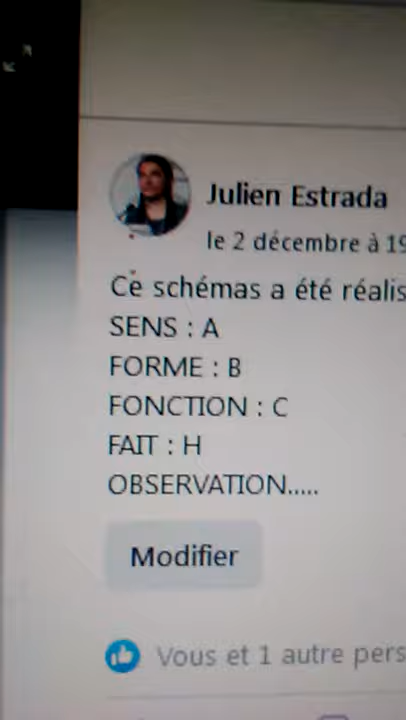 Julien Estrada
le 2 décembre à 19
Ce schémas a été réalis
SENS : A
FORME : B
FONCTION : C
FAIT : H
OBSERVATION.....
Modifier
Vous et 1 autre pers